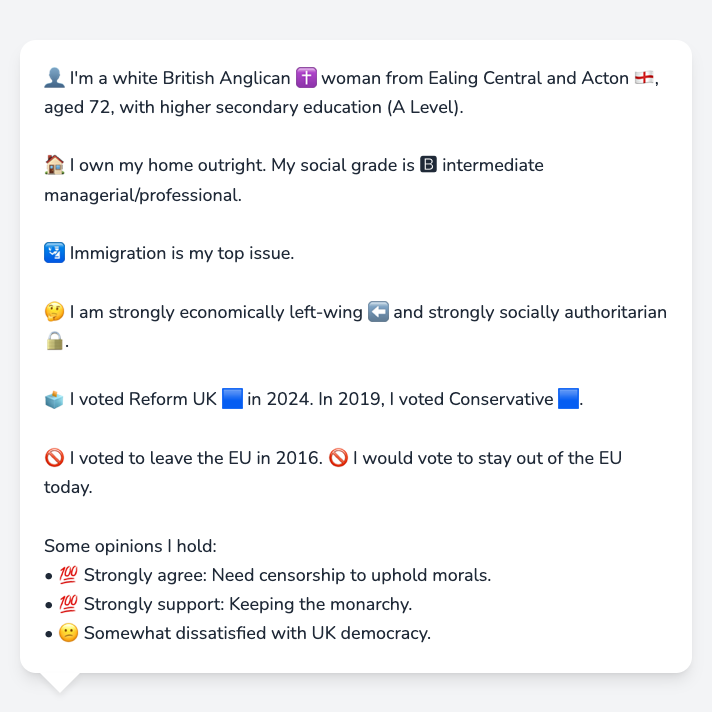 👤 I'm a white British Anglican ✝️ woman from Ealing Central and Acton 🏴󠁧󠁢󠁥󠁮󠁧󠁿,
aged 72, with higher secondary education (A Level).
🏠 I own my home outright. My social grade is 🅱 intermediate
managerial/professional.
🛂 Immigration is my top issue.
🤔 I am strongly economically left-wing ⬅️ and strongly socially authoritarian
🔒.
🗳️ I voted Reform UK 🟦 in 2024. In 2019, I voted Conservative 🟦.
🚫 I voted to leave the EU in 2016. 🚫 I would vote to stay out of the EU
today.
Some opinions I hold:
• 💯 Strongly agree: Need censorship to uphold morals.
• 💯 Strongly support: Keeping the monarchy.
• 😕 Somewhat dissatisfied with UK democracy.